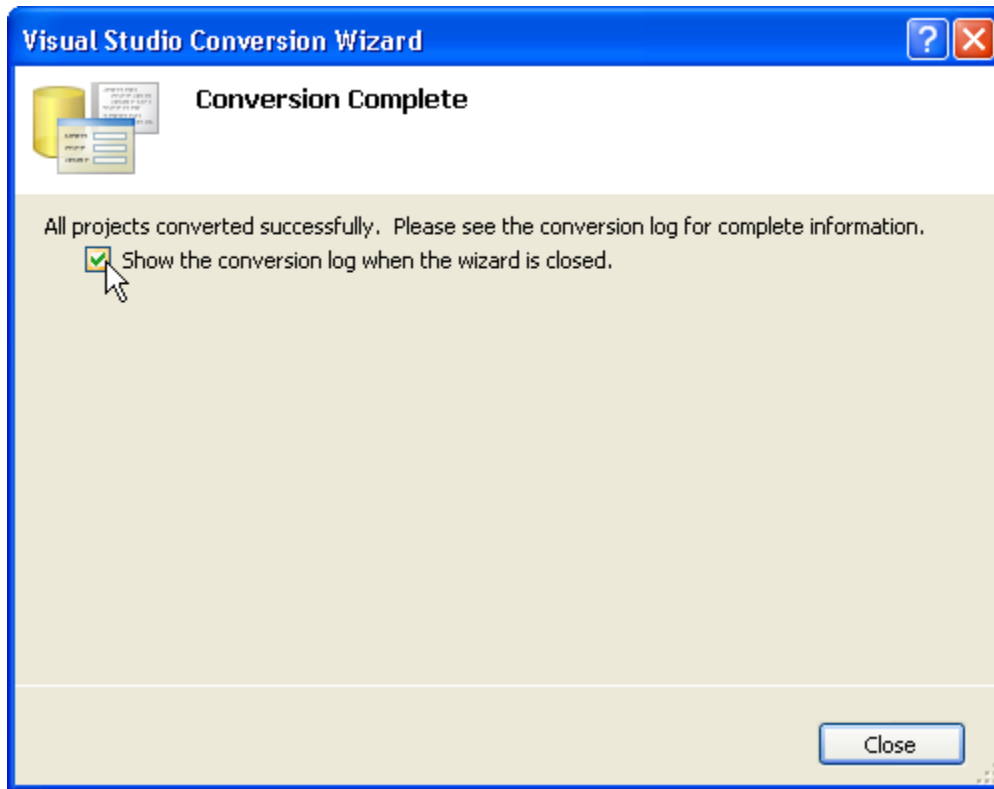 Visual Studio Conversion Wizard
Conversion Complete
All projects converted successfully.  Please see the conversion log for complete information.
Show the conversion log when the wizard is closed.
Close